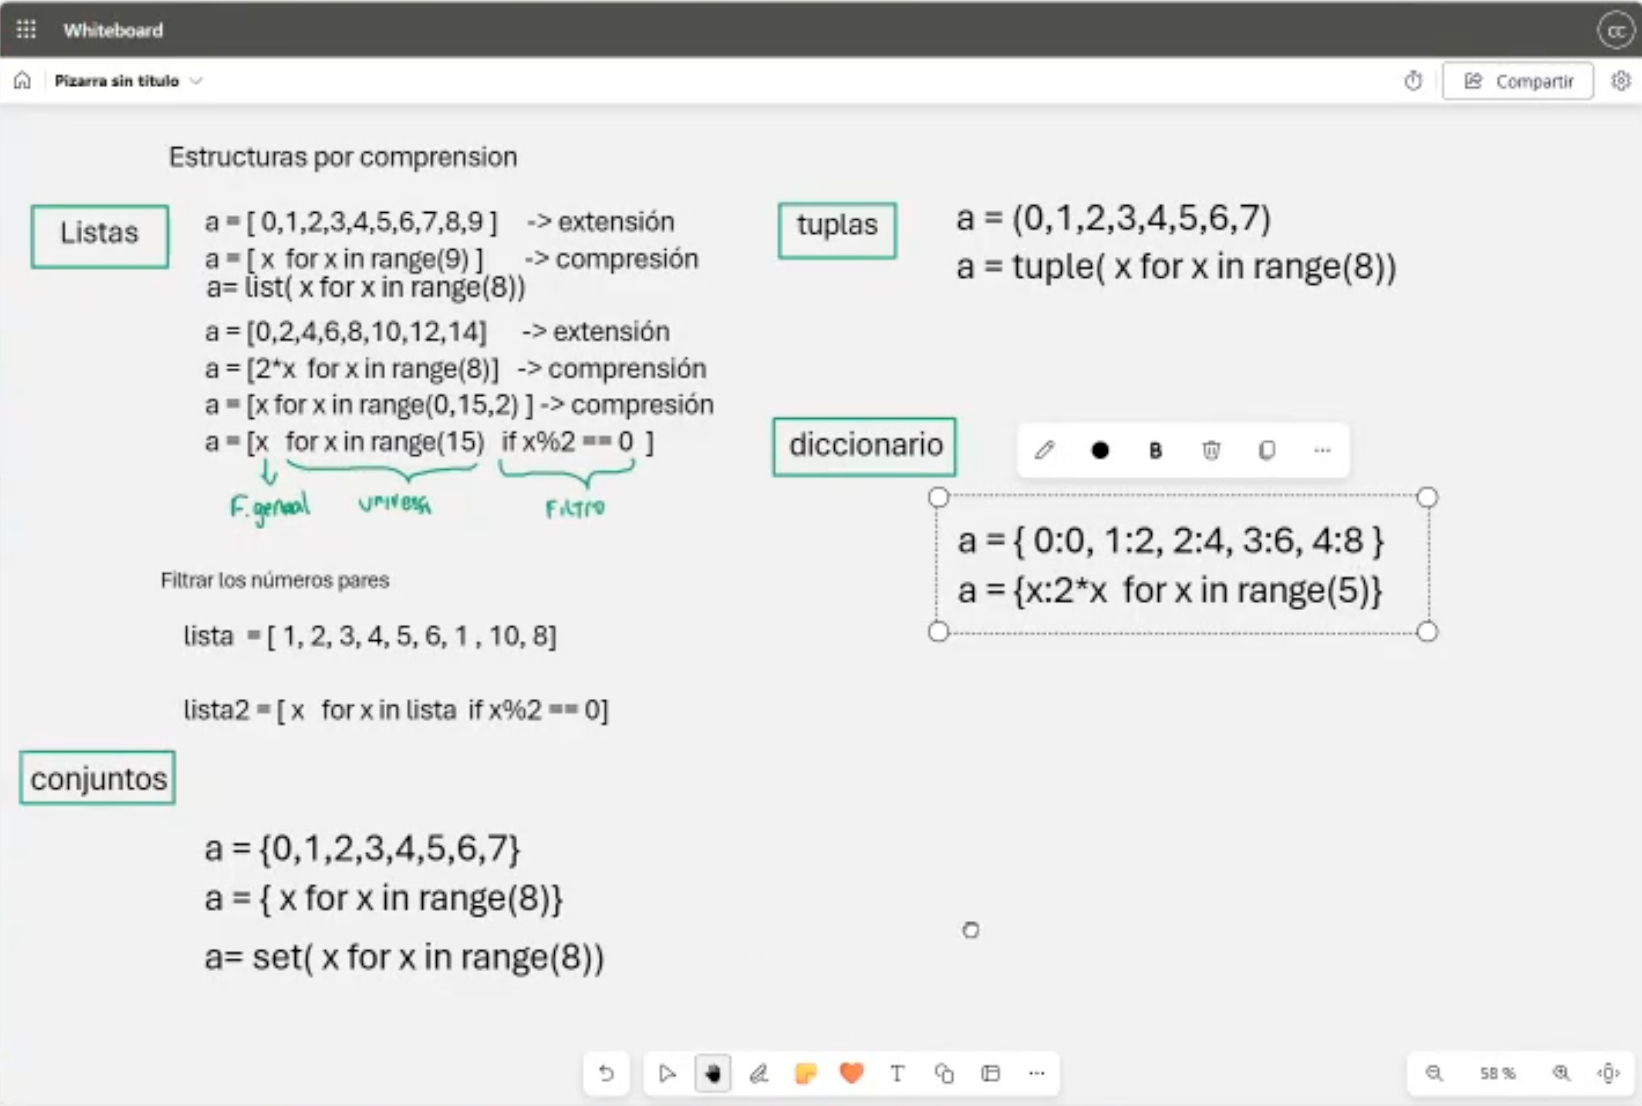 Whiteboard
CC
Pizarra sin titulo
Compartir
Estructuras por comprension
Listas
a = [ 0,1,2,3,4,5,6,7,8,9 ] -> extensión
a = [ x for x in range(9) ] -> compresión
a= list( x for x in range(8))
a = [0,2,4,6,8,10,12,14] -> extensión
a = [2*x for x in range(8)] -> comprensión
a = [x for x in range(0,15,2) ] -> compresión
a = [x for x in range(15) if x%2 == 0 ]
F. general
FILTRO
Filtrar los números pares
lista = [ 1, 2, 3, 4, 5, 6, 1 , 10, 8]
lista2 = [ x for x in lista if x%2 == 0]
conjuntos
a = {0,1,2,3,4,5,6,7}
a = { x for x in range(8)}
a= set( x for x in range(8))
tuplas
a = (0,1,2,3,4,5,6,7)
a = tuple( x for x in range(8))
diccionario
B
a = { 0:0, 1:2, 2:4, 3:6, 4:8 }
a = {x:2*x for x in range(5)}
T
58 %